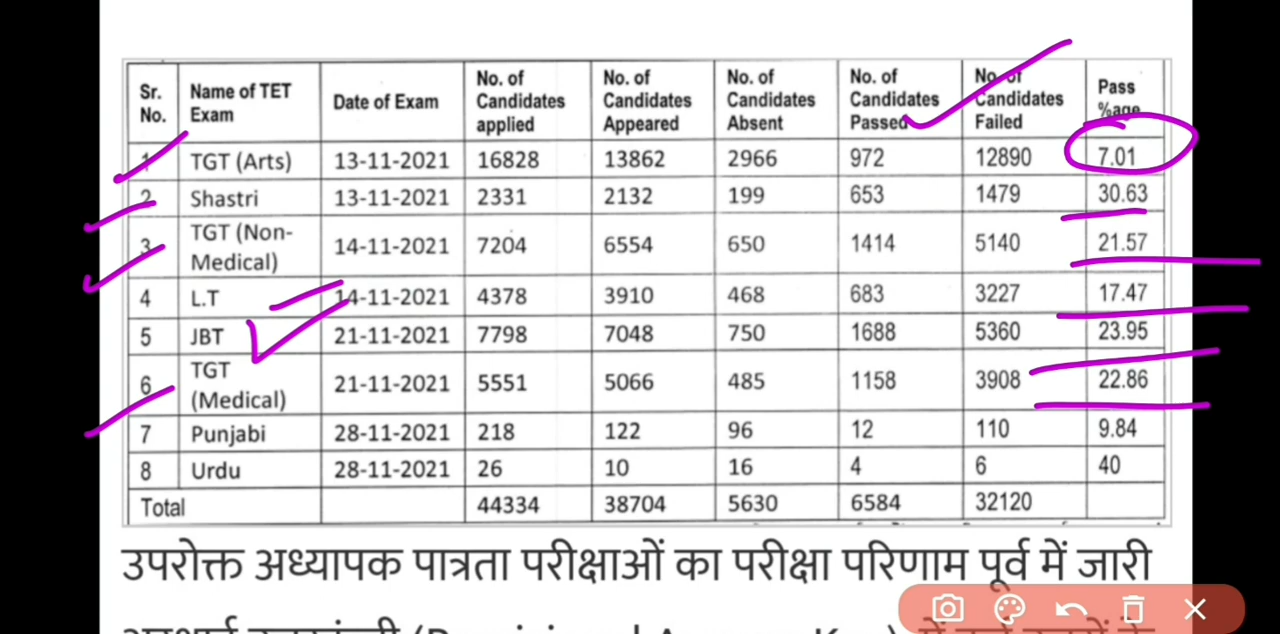 Sr. No. | Name of TET Exam | Date of Exam | No. of Candidates applied | No. of Candidates Appeared | No. of Candidates Absent | No. of Candidates Passed | No. of Candidates Failed | Pass %age
1 | TGT (Arts) | 13-11-2021 | 16828 | 13862 | 2966 | 972 | 12890 | 7.01
2 | Shastri | 13-11-2021 | 2331 | 2132 | 199 | 653 | 1479 | 30.63
3 | TGT (Non-Medical) | 14-11-2021 | 7204 | 6554 | 650 | 1414 | 5140 | 21.57
4 | L.T | 14-11-2021 | 4378 | 3910 | 468 | 683 | 3227 | 17.47
5 | JBT | 21-11-2021 | 7798 | 7048 | 750 | 1688 | 5360 | 23.95
6 | TGT (Medical) | 21-11-2021 | 5551 | 5066 | 485 | 1158 | 3908 | 22.86
7 | Punjabi | 28-11-2021 | 218 | 122 | 96 | 12 | 110 | 9.84
8 | Urdu | 28-11-2021 | 26 | 10 | 16 | 4 | 6 | 40
Total | 44334 | 38704 | 5630 | 6584 | 32120
उपरोक्त अध्यापक पात्रता परीक्षाओं का परीक्षा परिणाम पूर्व में जारी